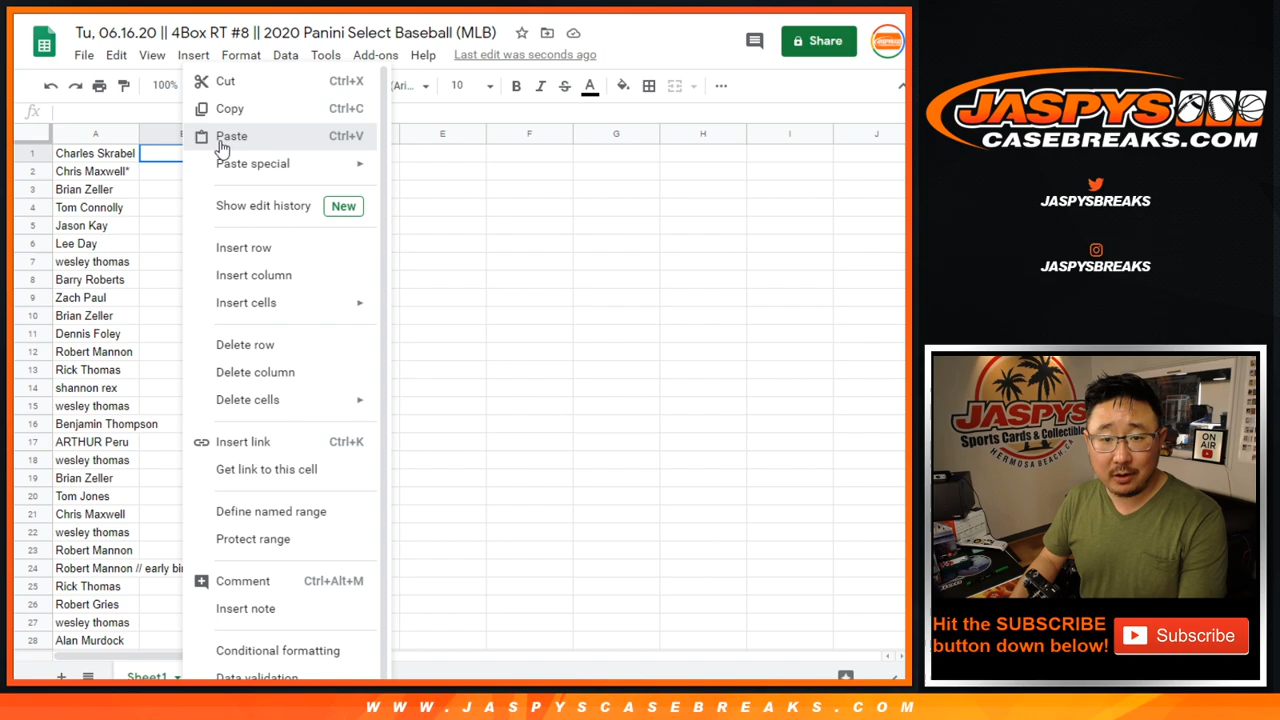 Tu, 06.16.20 || 4Box RT #8 || 2020 Panini Select Baseball (MLB)
File Edit View Insert Format Data Tools Add-ons Help Last edit was seconds ago
Share
100% (Ari... 10 B I S A
fx
A E F G H I J
1 Charles Skrabel
2 Chris Maxwell*
3 Brian Zeller
4 Tom Connolly
5 Jason Kay
6 Lee Day
7 wesley thomas
8 Barry Roberts
9 Zach Paul
10 Brian Zeller
11 Dennis Foley
12 Robert Mannon
13 Rick Thomas
14 shannon rex
15 wesley thomas
16 Benjamin Thompson
17 ARTHUR Peru
18 wesley thomas
19 Brian Zeller
20 Tom Jones
21 Chris Maxwell
22 wesley thomas
23 Robert Mannon
24 Robert Mannon // early bir
25 Rick Thomas
26 Robert Gries
27 wesley thomas
28 Alan Murdock
Sheet1
Cut Ctrl+X
Copy Ctrl+C
Paste Ctrl+V
Paste special
Show edit history New
Insert row
Insert column
Insert cells
Delete row
Delete column
Delete cells
Insert link Ctrl+K
Get link to this cell
Define named range
Protect range
Comment Ctrl+Alt+M
Insert note
Conditional formatting
Data validation
JASPYS
CASEBREAKS.COM
JASPYSBREAKS
JASPYSBREAKS
JASPYS
Sports Cards & Collectible
HERMOSA BEACH, CA
ON
AIR
Hit the SUBSCRIBE
button down below!
Subscribe
WWW.JASPYSCASEBREAKS.COM